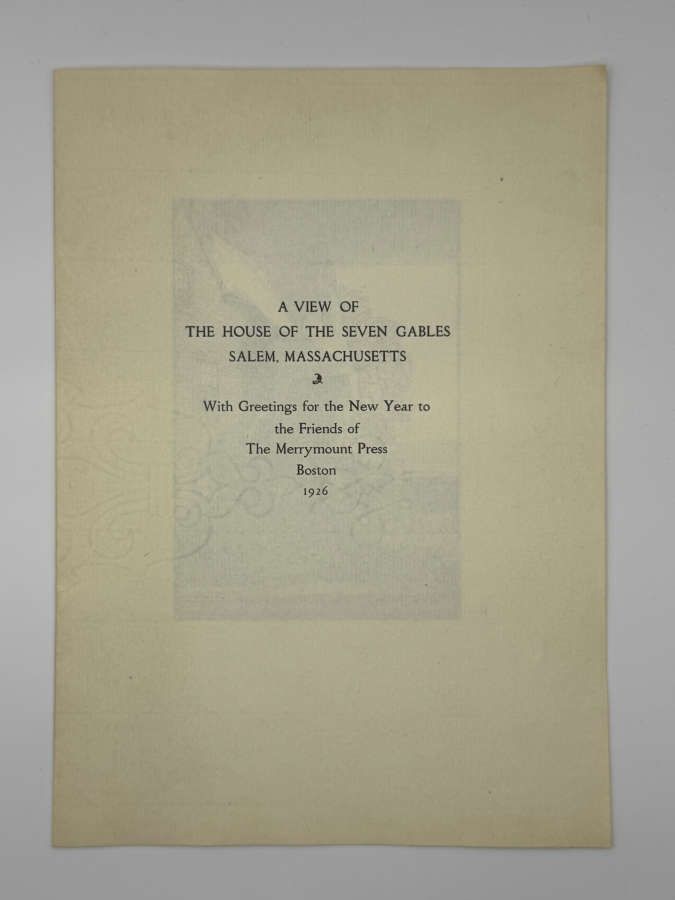 A VIEW OF
THE HOUSE OF THE SEVEN GABLES
SALEM, MASSACHUSETTS
With Greetings for the New Year to
the Friends of
The Merrymount Press
Boston
1926